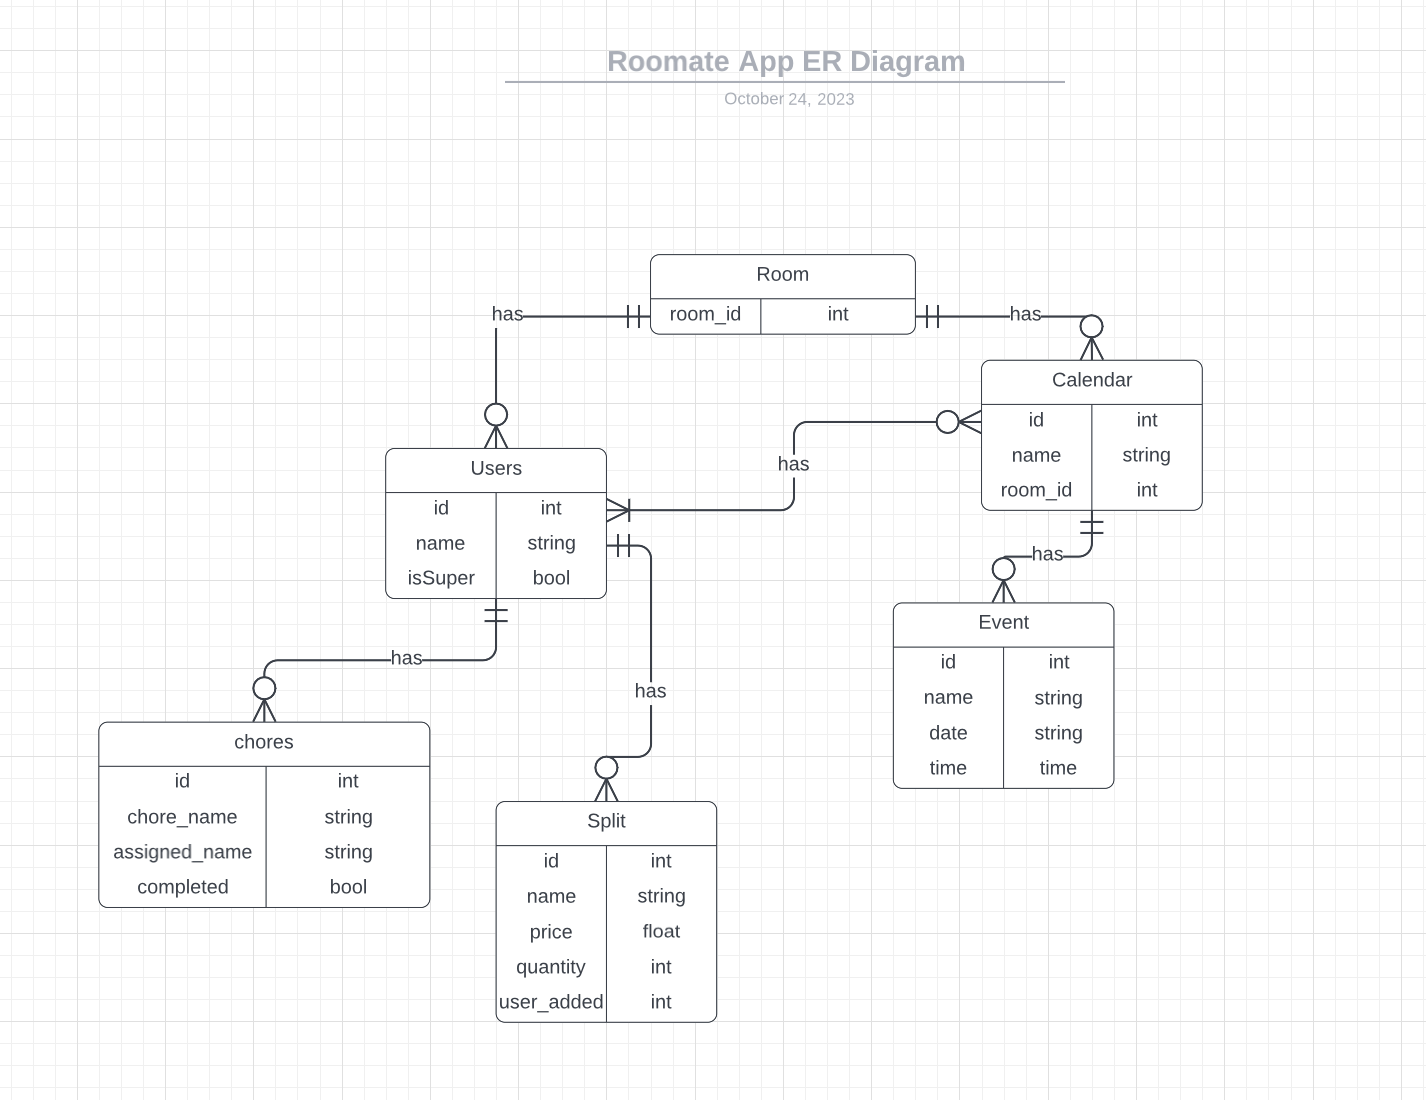 Roomate App ER Diagram
October 24, 2023
Room
room_id int
has
has
Calendar
id int
name string
room_id int
has
Users
id int
name string
isSuper bool
has
Event
id int
name string
date string
time time
has
has
chores
id int
chore_name string
assigned_name string
completed bool
Split
id int
name string
price float
quantity int
user_added int